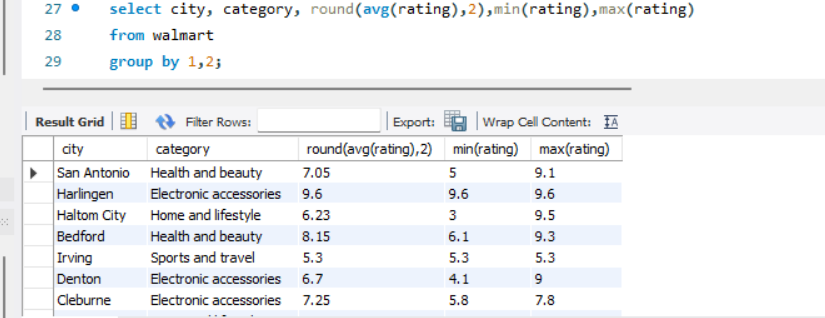 27 select city, category, round(avg(rating),2),min(rating),max(rating)
28 from walmart
29 group by 1,2;
Result Grid Filter Rows: Export: Wrap Cell Content: IA
city category round(avg(rating),2) min(rating) max(rating)
San Antonio Health and beauty 7.05 5 9.1
Harlingen Electronic accessories 9.6 9.6 9.6
Haltom City Home and lifestyle 6.23 3 9.5
Bedford Health and beauty 8.15 6.1 9.3
Irving Sports and travel 5.3 5.3 5.3
Denton Electronic accessories 6.7 4.1 9
Cleburne Electronic accessories 7.25 5.8 7.8